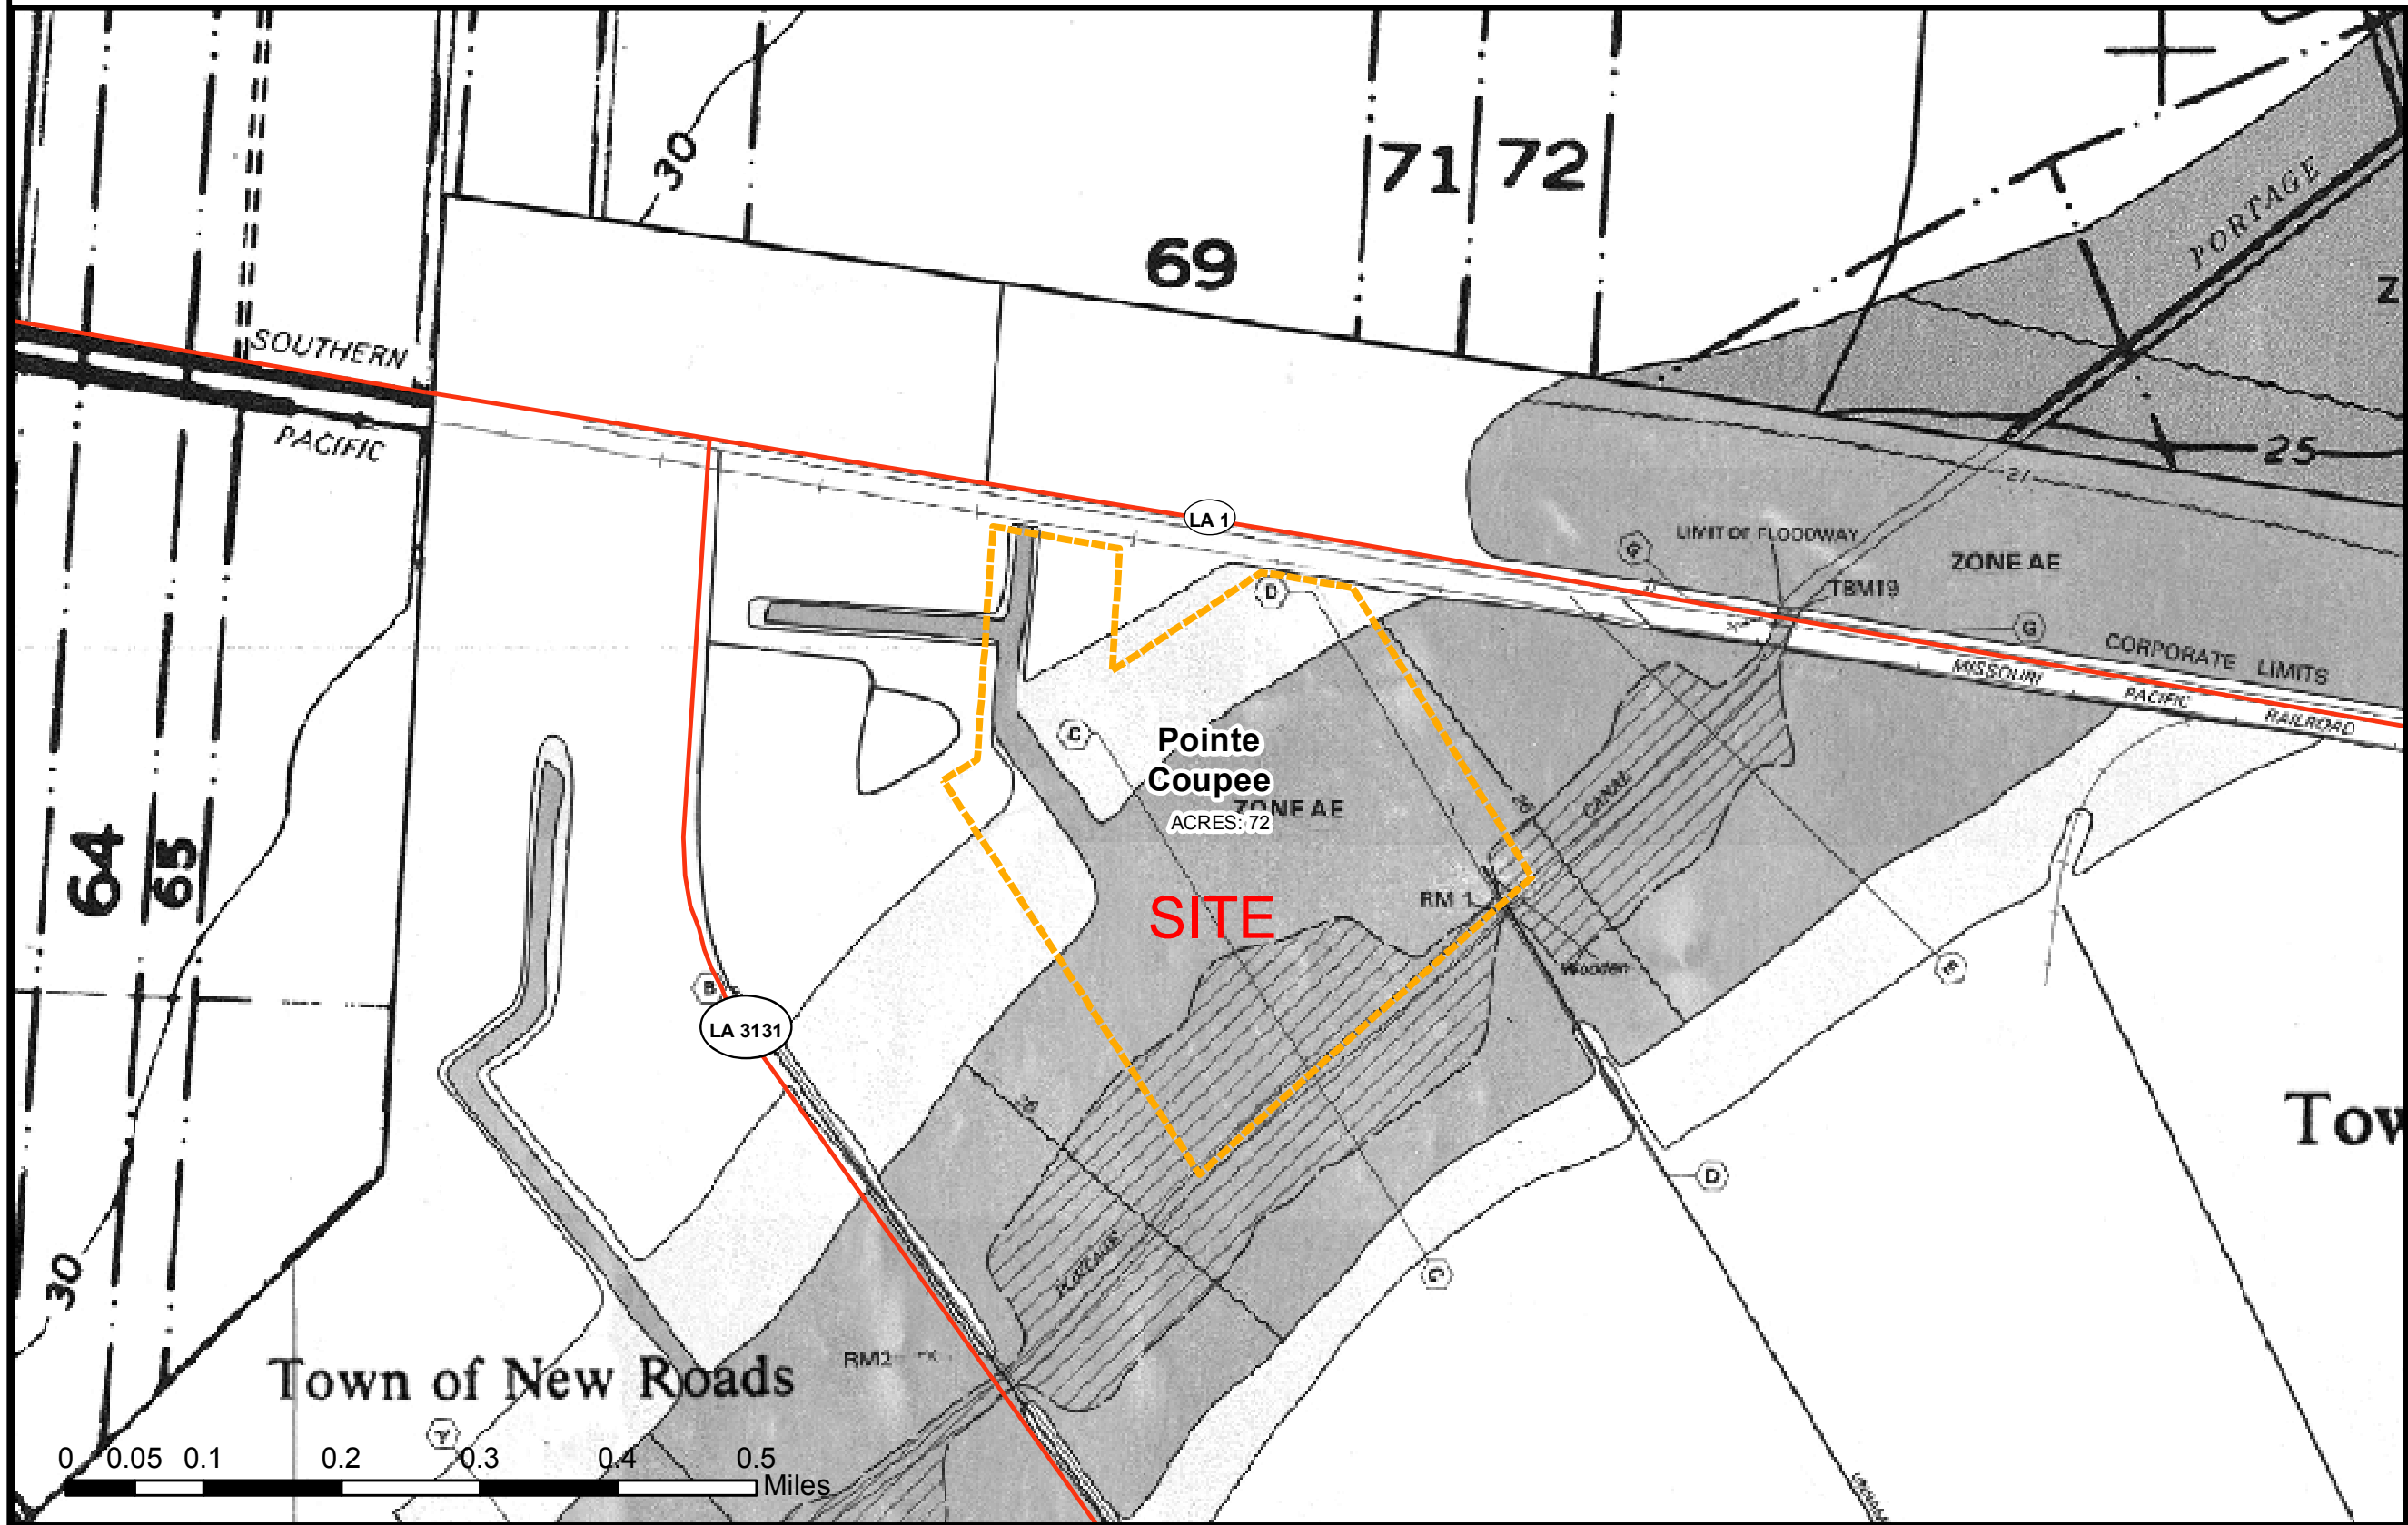 30
71
72
69
PORTAGE
Z
SOUTHERN
PACIFIC
25
21
LA 1
LIMIT OF FLOODWAY
G
ZONE AE
TBM19
D
G
CORPORATE LIMITS
MISSOURI PACIFIC RAILROAD
C
Pointe
Coupee
ZONE AE
ACRES: 72
CANAL
26
64
65
SITE
RM 1
Wooden
B
E
LA 3131
Tow
D
C
PORTAGE
30
RM2
Town of New Roads
0 0.05 0.1 0.2 0.3 0.4 0.5
Miles